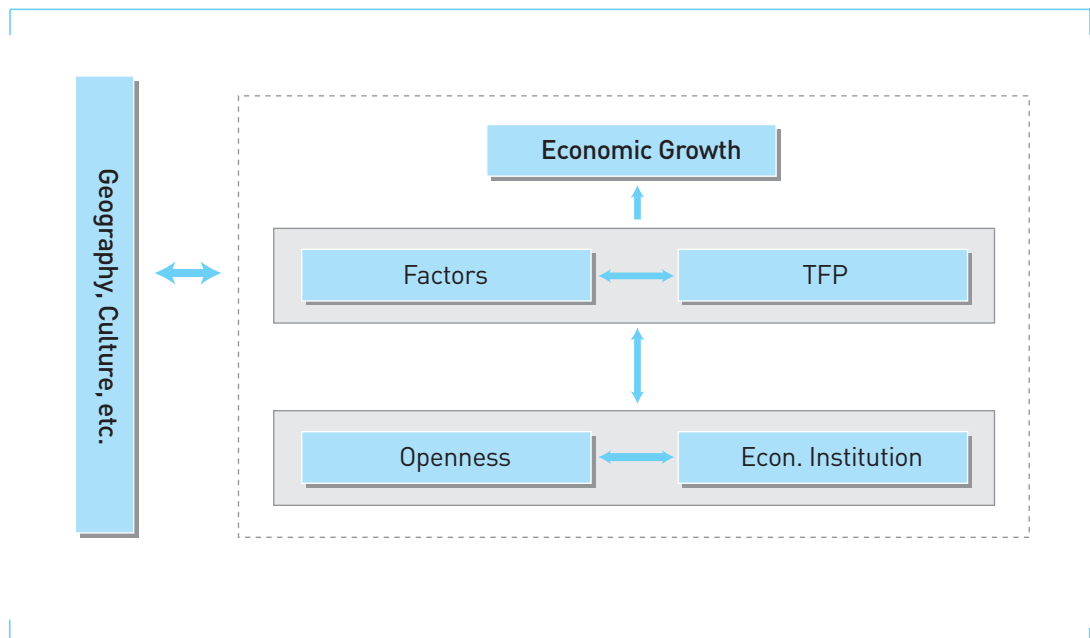 Geography, Culture, etc.
Economic Growth
Factors
TFP
Openness
Econ. Institution